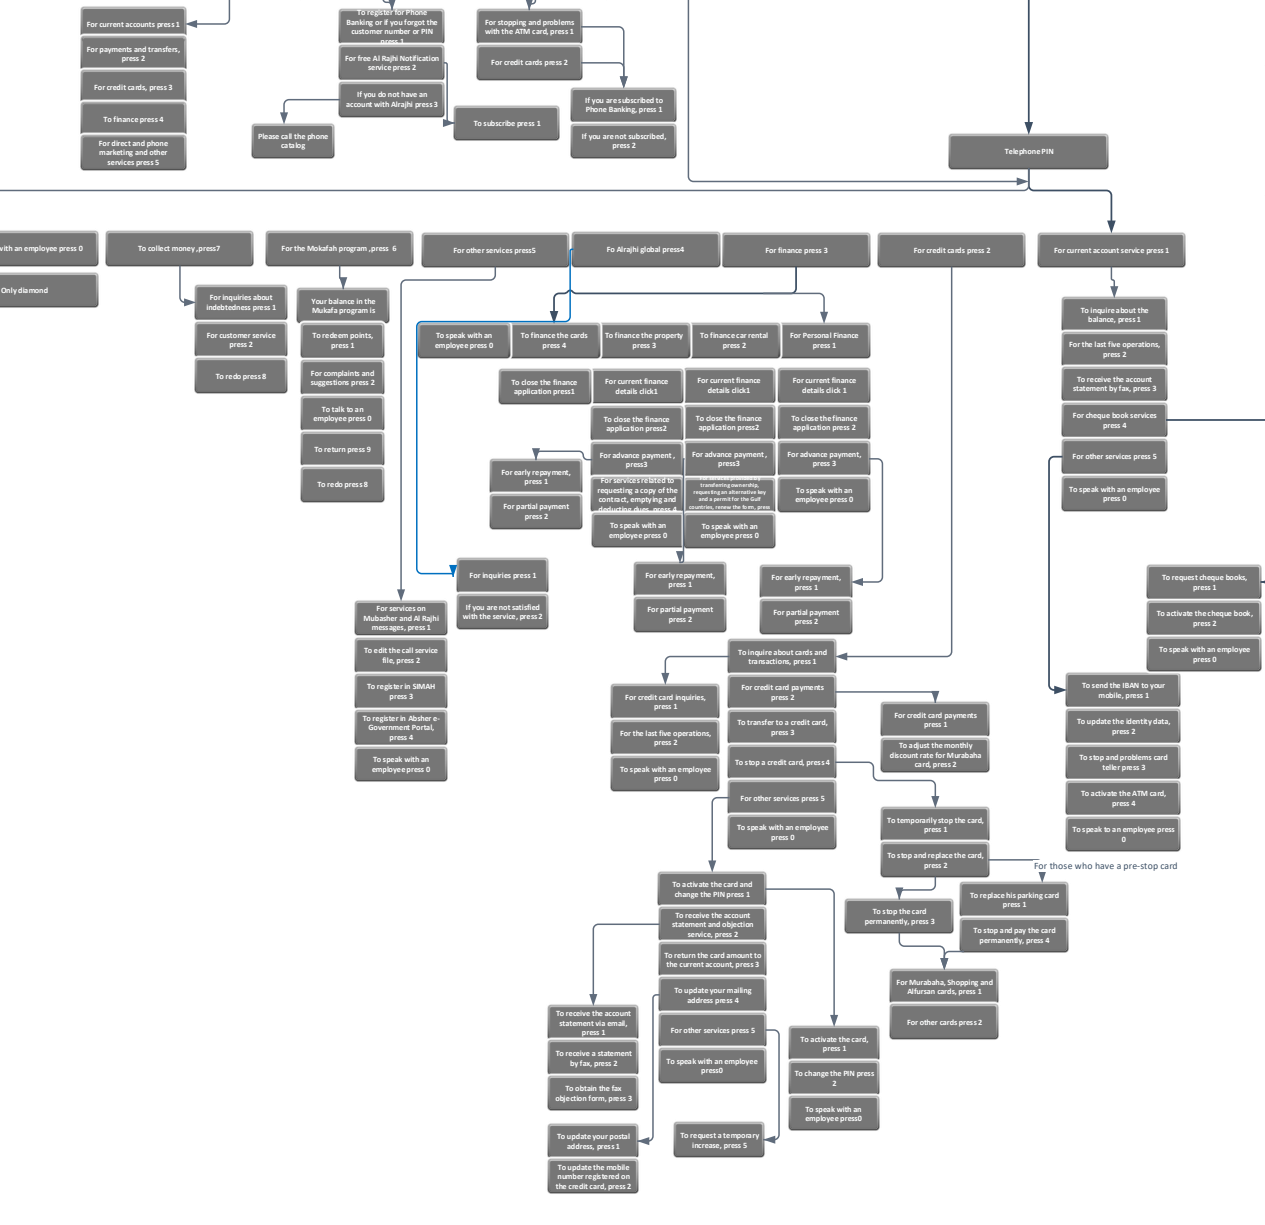 For current accounts press 1
For payments and transfers,
press 2
For credit cards, press 3
To finance press 4
For direct and phone
marketing and other
services press 5
To register for Phone
Banking or if you forgot the
customer number or PIN
press 1
For free Al Rajhi Notification
service press 2
If you do not have an
account with Alrajhi press 3
Please call the phone
catalog
To subscribe press 1
For stopping and problems
with the ATM card, press 1
For credit cards press 2
If you are subscribed to
Phone Banking, press 1
If you are not subscribed,
press 2
Telephone PIN
with an employee press 0
Only diamond
To collect money ,press7
For inquiries about
indebtedness press 1
For customer service
press 2
To redo press 8
For the Mokafah program ,press 6
Your balance in the
Mukafa program is
To redeem points,
press 1
For complaints and
suggestions press 2
To talk to an
employee press 0
To return press 9
To redo press 8
For other services press5
Fo Alrajhi global press4
For finance press 3
For credit cards press 2
For current account service press 1
To speak with an
employee press 0
To finance the cards
press 4
To finance the property
press 3
To finance car rental
press 2
For Personal Finance
press 1
To close the finance
application press1
For current finance
details click1
To close the finance
application press2
For advance payment ,
press3
For services related to
requesting a copy of the
contract, emptying and
deducting dues, press 4
To speak with an
employee press 0
For current finance
details click1
To close the finance
application press2
For advance payment ,
press3
transferring ownership,
requesting an alternative key
and a permit for the Gulf
countries, renew the form, press
To speak with an
employee press 0
For current finance
details click 1
To close the finance
application press 2
For advance payment,
press 3
To speak with an
employee press 0
For early repayment,
press 1
For partial payment
press 2
For early repayment,
press 1
For partial payment
press 2
For early repayment,
press 1
For partial payment
press 2
For inquiries press 1
If you are not satisfied
with the service, press 2
For services on
Mubasher and Al Rajhi
messages, press 1
To edit the call service
file, press 2
To register in SIMAH
press 3
To register in Absher e-
Government Portal,
press 4
To speak with an
employee press 0
To inquire about the
balance, press 1
For the last five operations,
press 2
To receive the account
statement by fax, press 3
For cheque book services
press 4
For other services press 5
To speak with an employee
press 0
To request cheque books,
press 1
To activate the cheque book,
press 2
To speak with an employee
press 0
To send the IBAN to your
mobile, press 1
To update the identity data,
press 2
To stop and problems card
teller press 3
To activate the ATM card,
press 4
To speak to an employee press
0
To inquire about cards and
transactions, press 1
For credit card payments
press 2
To transfer to a credit card,
press 3
To stop a credit card, press 4
For other services press 5
To speak with an employee
press 0
For credit card inquiries,
press 1
For the last five operations,
press 2
To speak with an employee
press 0
For credit card payments
press 1
To adjust the monthly
discount rate for Murabaha
card, press 2
To temporarily stop the card,
press 1
To stop and replace the card,
press 2
For those who have a pre-stop card
To stop the card
permanently, press 3
To replace his parking card
press 1
To stop and pay the card
permanently, press 4
For Murabaha, Shopping and
Alfursan cards, press 1
For other cards press 2
To activate the card and
change the PIN press 1
To receive the account
statement and objection
service, press 2
To return the card amount to
the current account, press 3
To update your mailing
address press 4
For other services press 5
To speak with an employee
press0
To receive the account
statement via email,
press 1
To receive a statement
by fax, press 2
To obtain the fax
objection form, press 3
To activate the card,
press 1
To change the PIN press
2
To speak with an
employee press0
To update your postal
address, press 1
To update the mobile
number registered on
the credit card, press 2
To request a temporary
increase, press 5